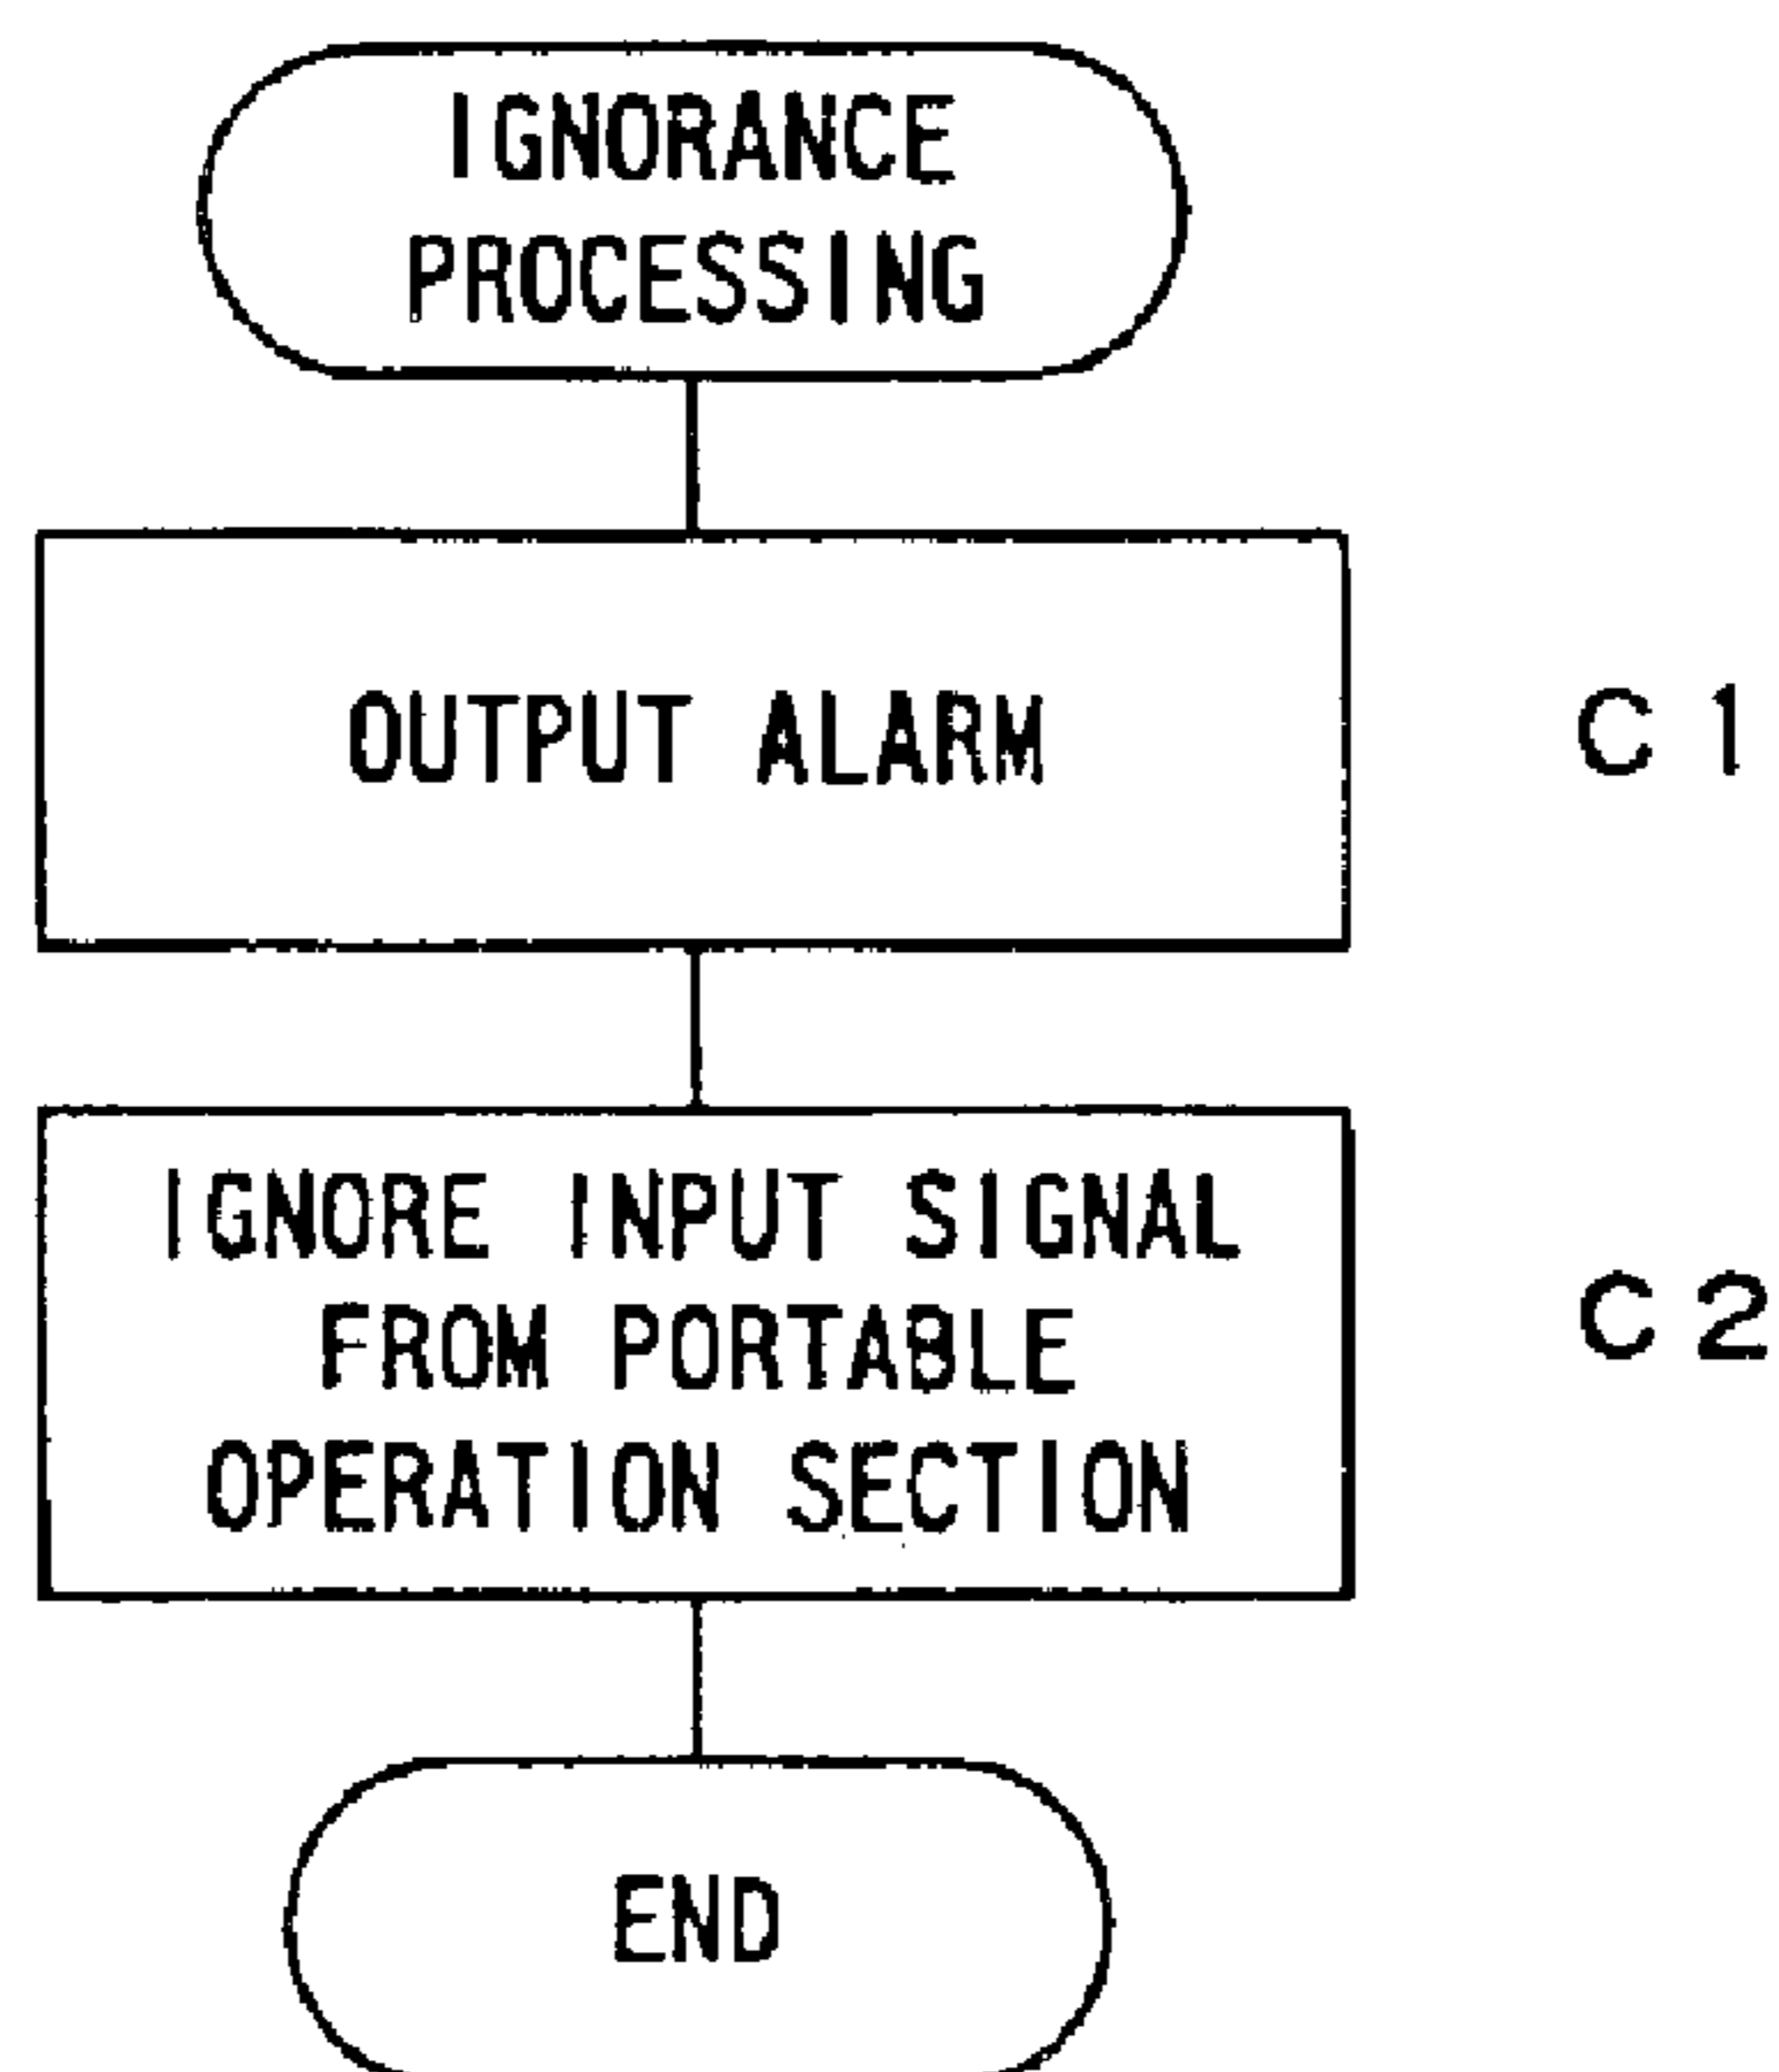 IGNORANCE
PROCESSING
OUTPUT ALARM
C1
IGNORE INPUT SIGNAL
FROM PORTABLE
OPERATION SECTION
C2
END